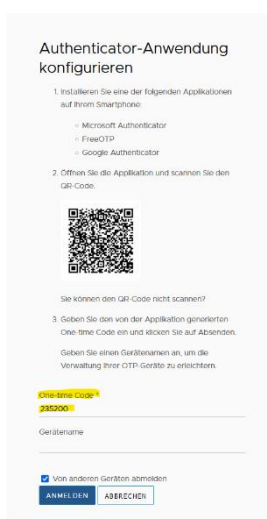 Authenticator-Anwendung
konfigurieren
1. Installieren Sie eine der folgenden Applikationen
auf Ihrem Smartphone:
Microsoft Authenticator
FreeOTP
Google Authenticator
2. Öffnen Sie die Applikation und scannen Sie den
QR-Code.
Sie können den QR-Code nicht scannen?
3. Geben Sie den von der Applikation generierten
One-time Code ein und klicken Sie auf Absenden.
Geben Sie einen Gerätenamen an, um die
Verwaltung Ihrer OTP-Geräte zu erleichtern.
One-time Code *
235200
Gerätename
Von anderen Geräten abmelden
ANMELDEN ABBRECHEN